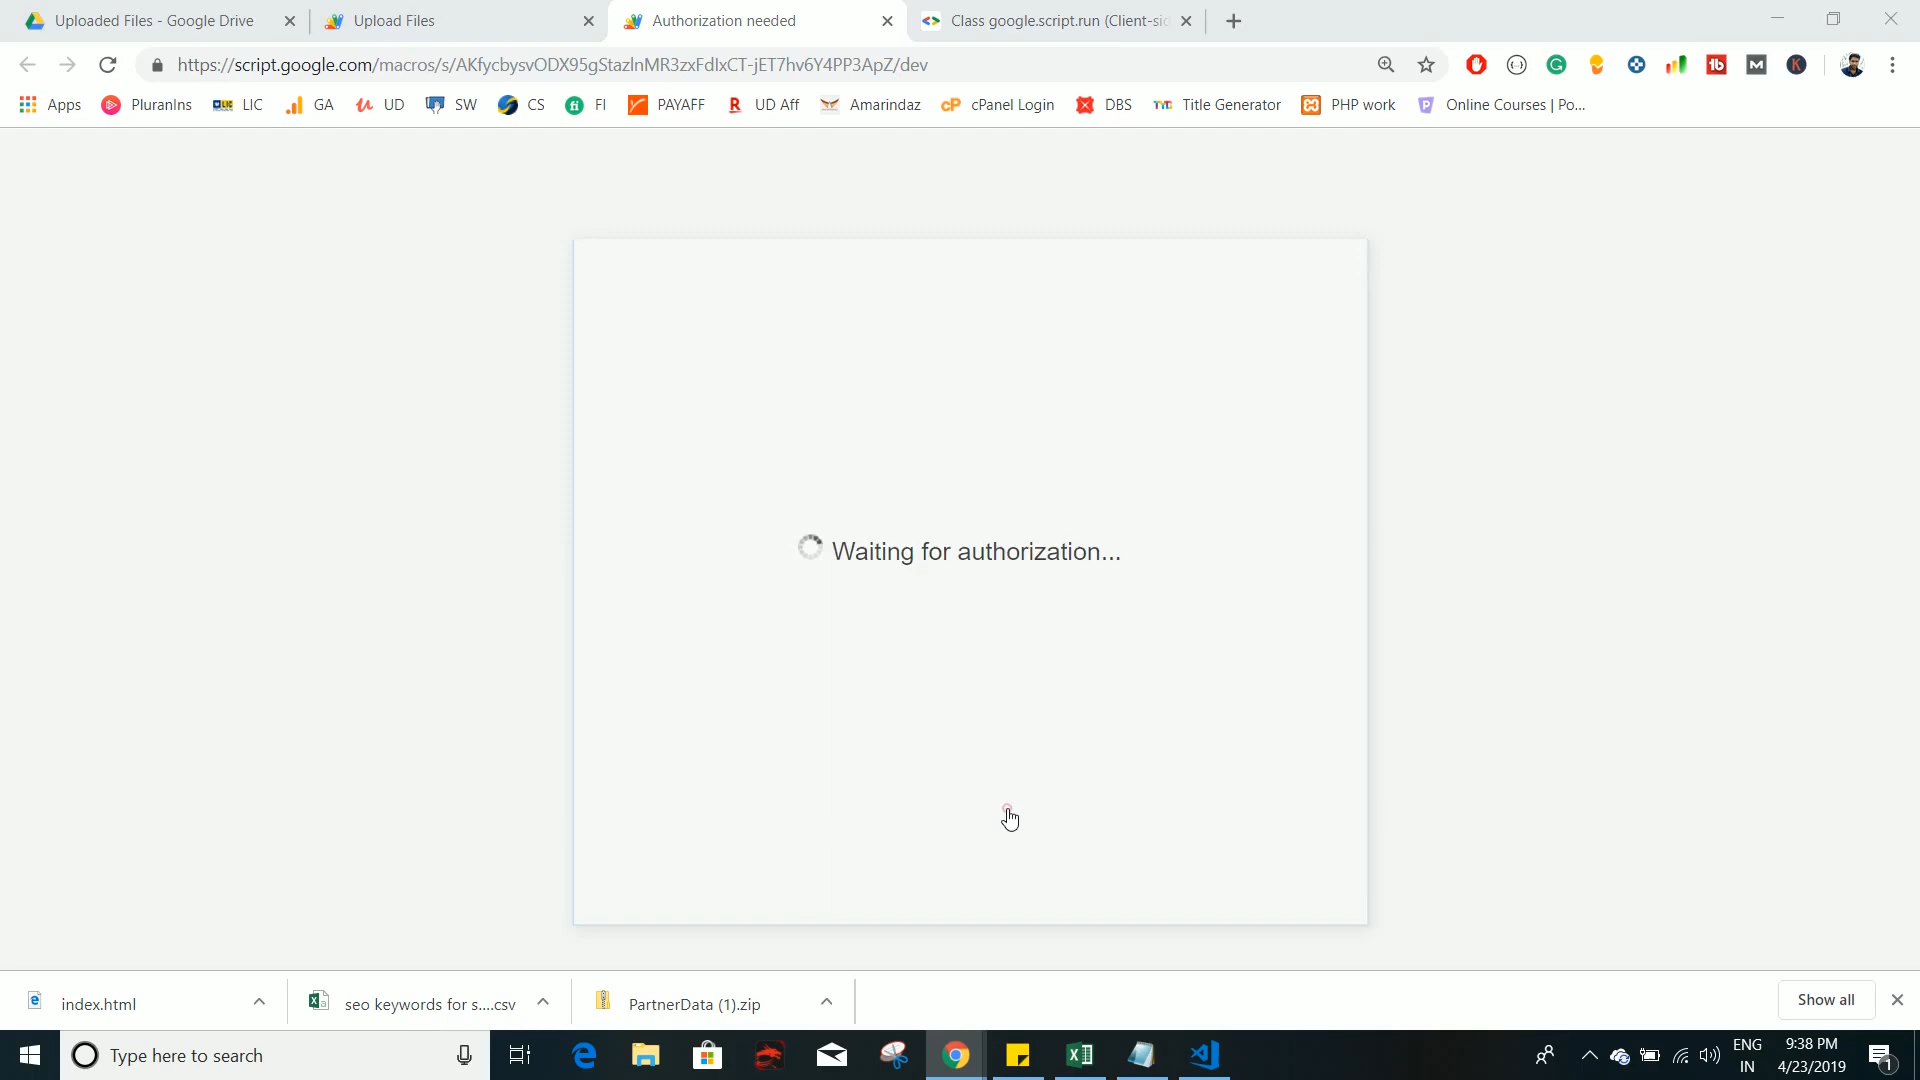 Uploaded Files - Google Drive
Upload Files
Authorization needed
Class google.script.run (Client-sid
https://script.google.com/macros/s/AKfycbysvODX95gStazlnMR3zxFdlxCT-jET7hv6Y4PP3ApZ/dev
Apps PluranIns LIC GA UD SW CS FI PAYAFF UD Aff Amarindaz cPanel Login DBS Title Generator PHP work Online Courses | Po...
Waiting for authorization...
index.html
seo keywords for s....csv
PartnerData (1).zip
Show all
Type here to search
ENG
IN
9:38 PM
4/23/2019
1